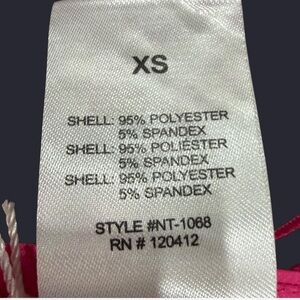 XS
SHELL: 95% POLYESTER
5% SPANDEX
SHELL: 95% POLIÉSTER
5% SPANDEX
SHELL: 95% POLYESTER
5% SPANDEX
STYLE #NT-1068
RN # 120412